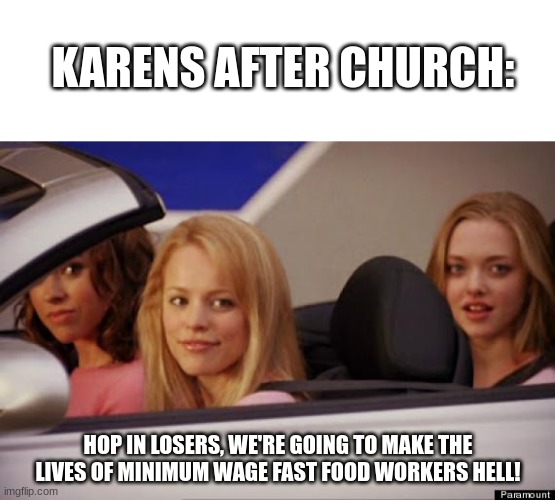 KARENS AFTER CHURCH:
HOP IN LOSERS, WE'RE GOING TO MAKE THE
LIVES OF MINIMUM WAGE FAST FOOD WORKERS HELL!
imgflip.com
Paramount